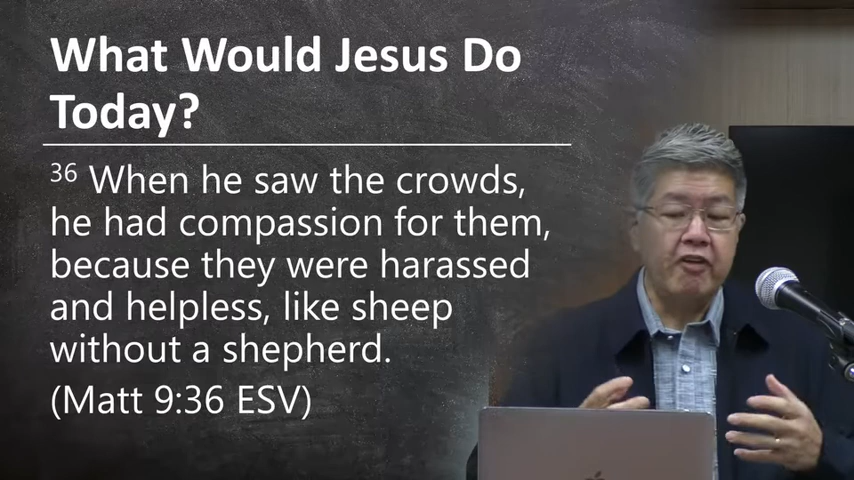 What Would Jesus Do
Today?
36 When he saw the crowds,
he had compassion for them,
because they were harassed
and helpless, like sheep
without a shepherd.
(Matt 9:36 ESV)